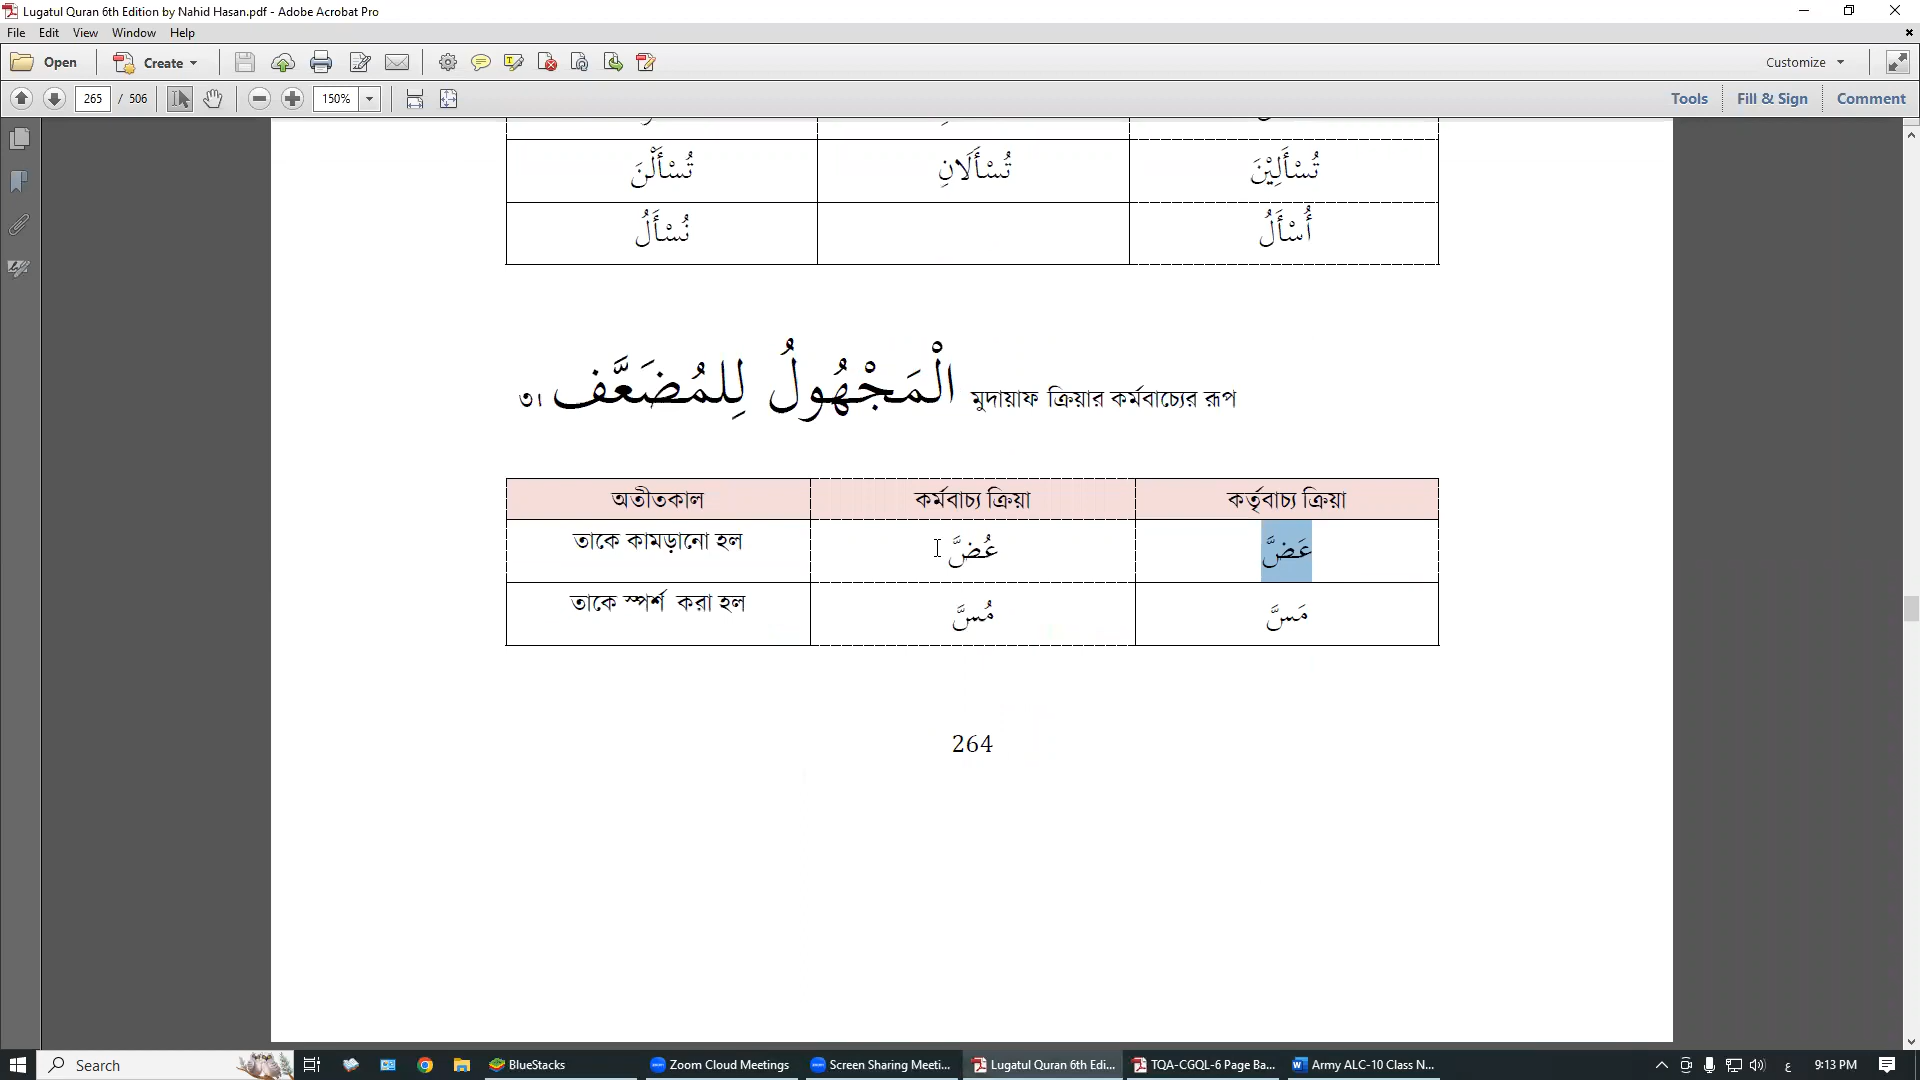 Lugatul Quran 6th Edition by Nahid Hasan.pdf - Adobe Acrobat Pro
File Edit View Window Help
Open Create Customize
265 / 506 150% Tools Fill & Sign Comment
تُسْأَلِيْنَ تُسْأَلَانِ تُسْأَلْنَ
أُسْأَلُ نُسْأَلُ
৩। الْمَجْهُولُ لِلمُضَعَّف মুদায়াফ ক্রিয়ার কর্মবাচ্যের রূপ
অতীতকাল কর্মবাচ্য ক্রিয়া কর্তৃবাচ্য ক্রিয়া
তাকে কামড়ানো হল عُضَّ عَضَّ
তাকে স্পর্শ করা হল مُسَّ مَسَّ
264
Search BlueStacks Zoom Cloud Meetings Screen Sharing Meeti... Lugatul Quran 6th Edi... TQA-CGQL-6 Page Ba... Army ALC-10 Class N... ع 9:13 PM